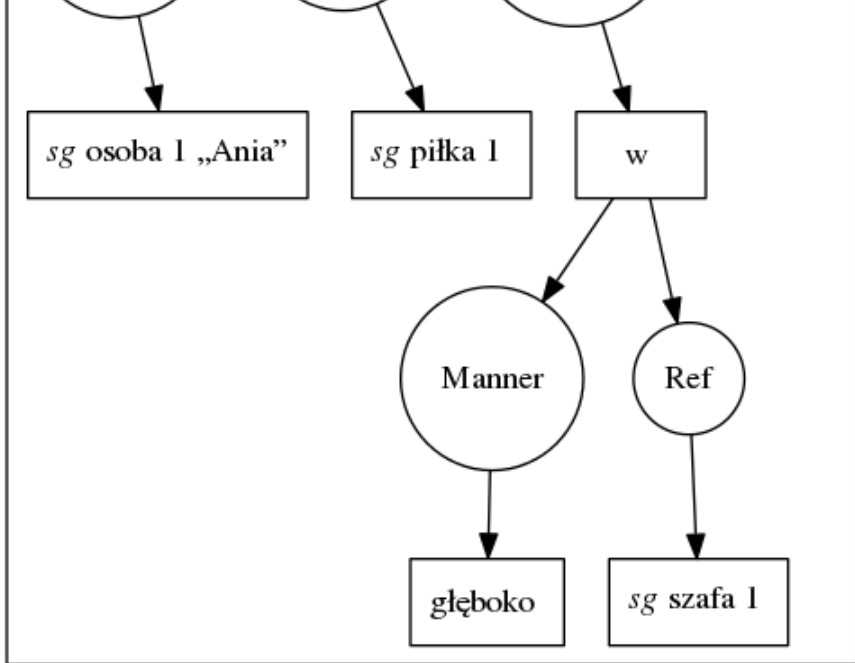 sg osoba 1 „Ania”
sg piłka 1
w
Manner
Ref
głęboko
sg szafa 1